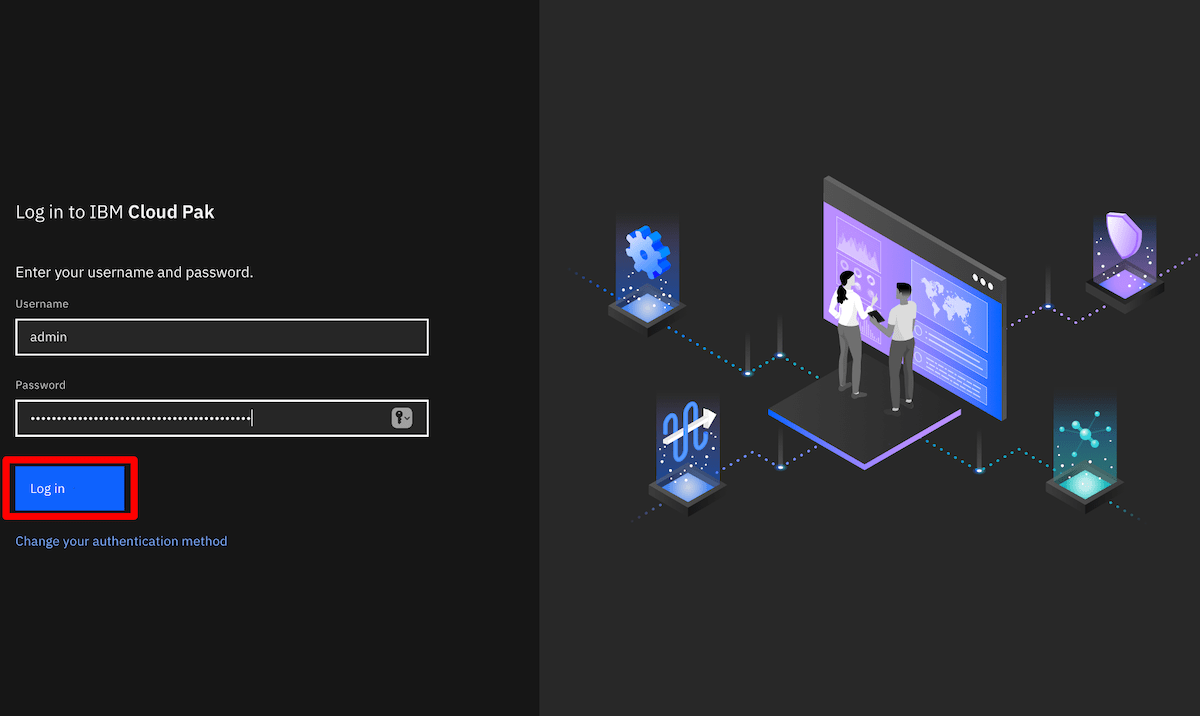 Log in to IBM Cloud Pak
Enter your username and password.
Username
admin
Password
••••••••••••••••••••••••••••••••••••••••
Log in
Change your authentication method